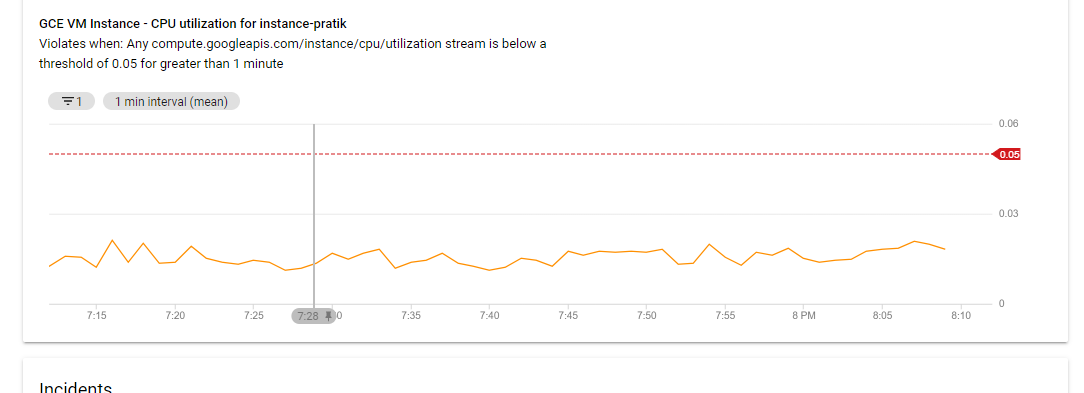 GCE VM Instance - CPU utilization for instance-pratik
Violates when: Any compute.googleapis.com/instance/cpu/utilization stream is below a
threshold of 0.05 for greater than 1 minute
1
1 min interval (mean)
0.06
0.05
0.03
0
7:15
7:20
7:25
7:28
0
7:35
7:40
7:45
7:50
7:55
8 PM
8:05
8:10
Incidents